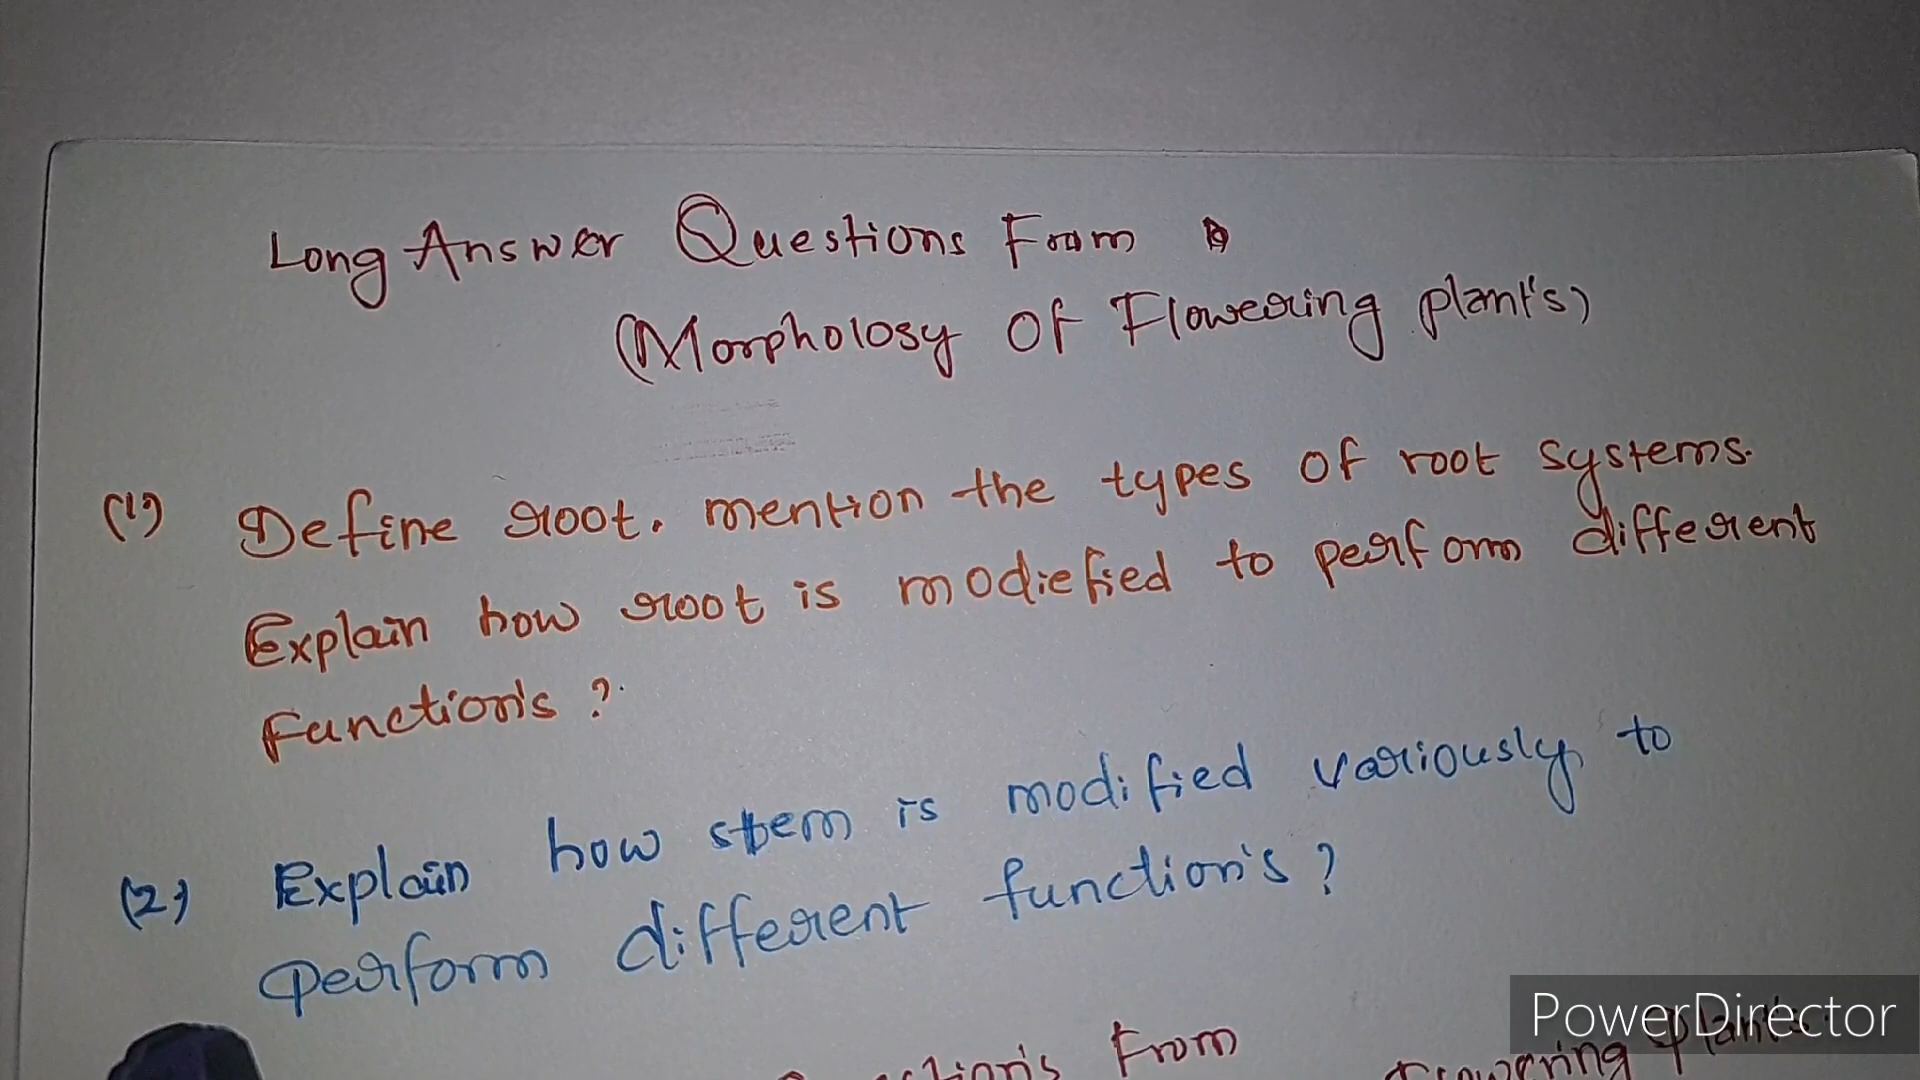 Long Answer Questions From
(Morpholosy Of Flowering plant's)
(1) Define root. mention the types of root systems.
Explain how root is modiefied to perform different
Function's ?
(2) Explain how stem is modified variously to
perform different function's ?
From
PowerDirector